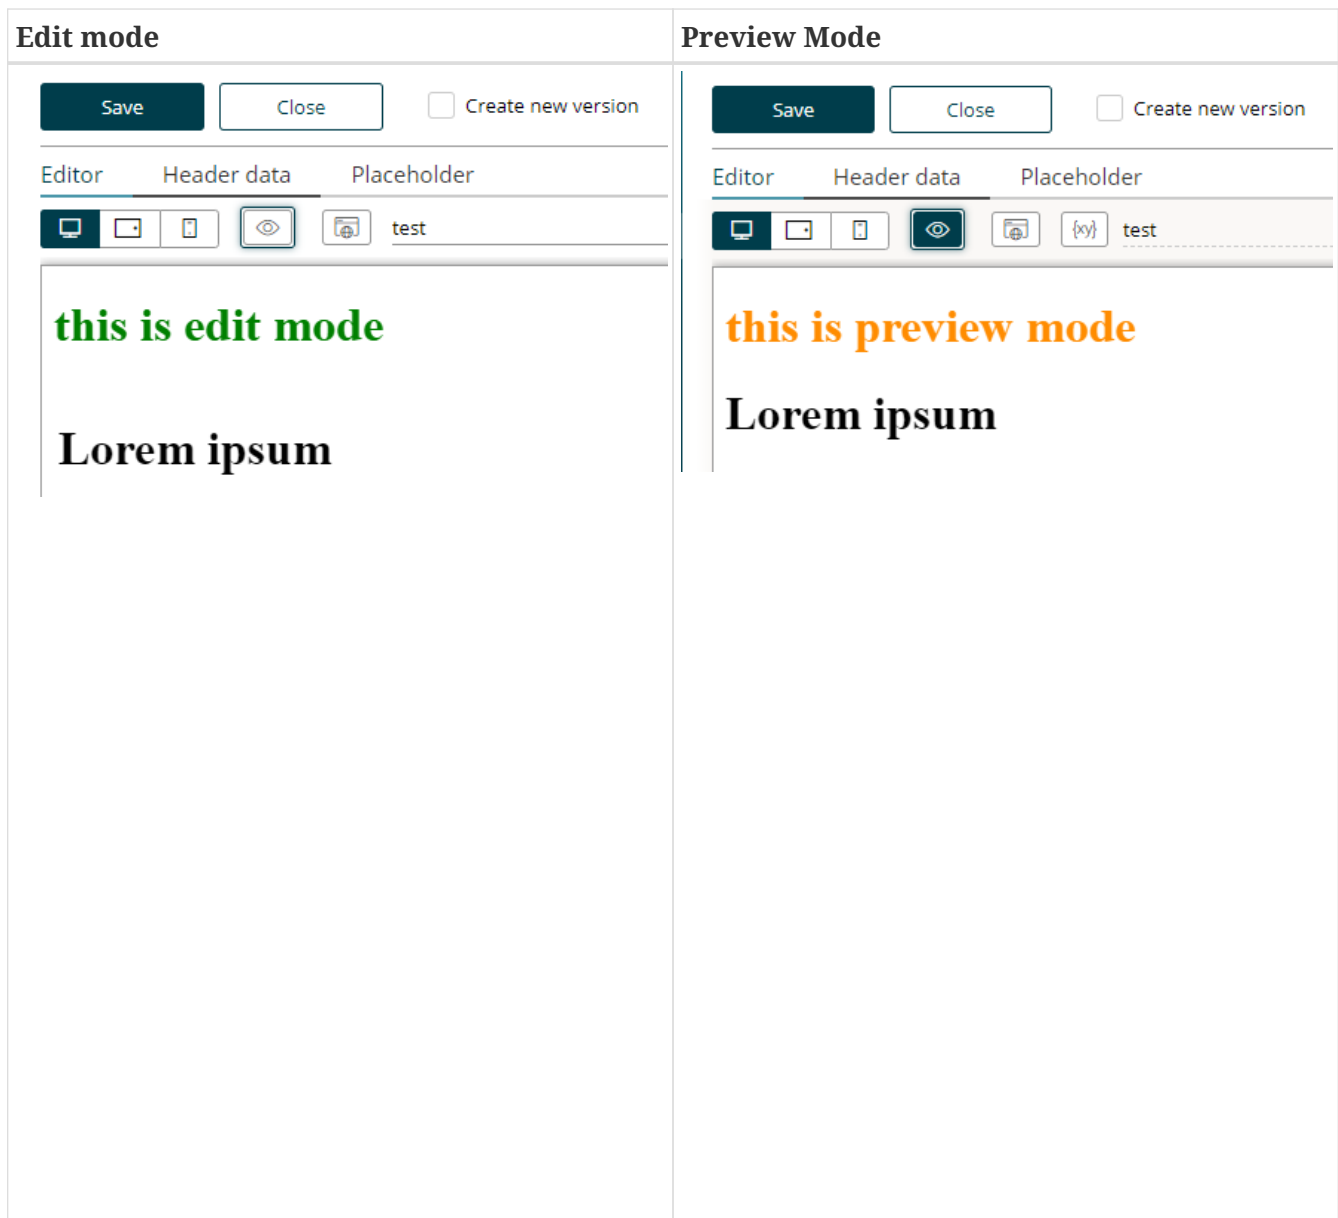 Edit mode
Preview Mode
Save Close Create new version
Editor Header data Placeholder
test
this is edit mode
Lorem ipsum
Save Close Create new version
Editor Header data Placeholder
{xy} test
this is preview mode
Lorem ipsum